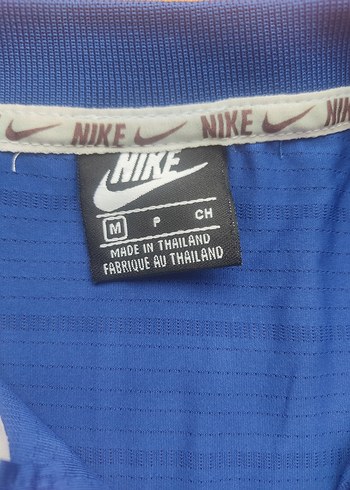 NIKE NIKE NIKE
NIKE
M P CH
MADE IN THAILAND
FABRIQUE AU THAILAND